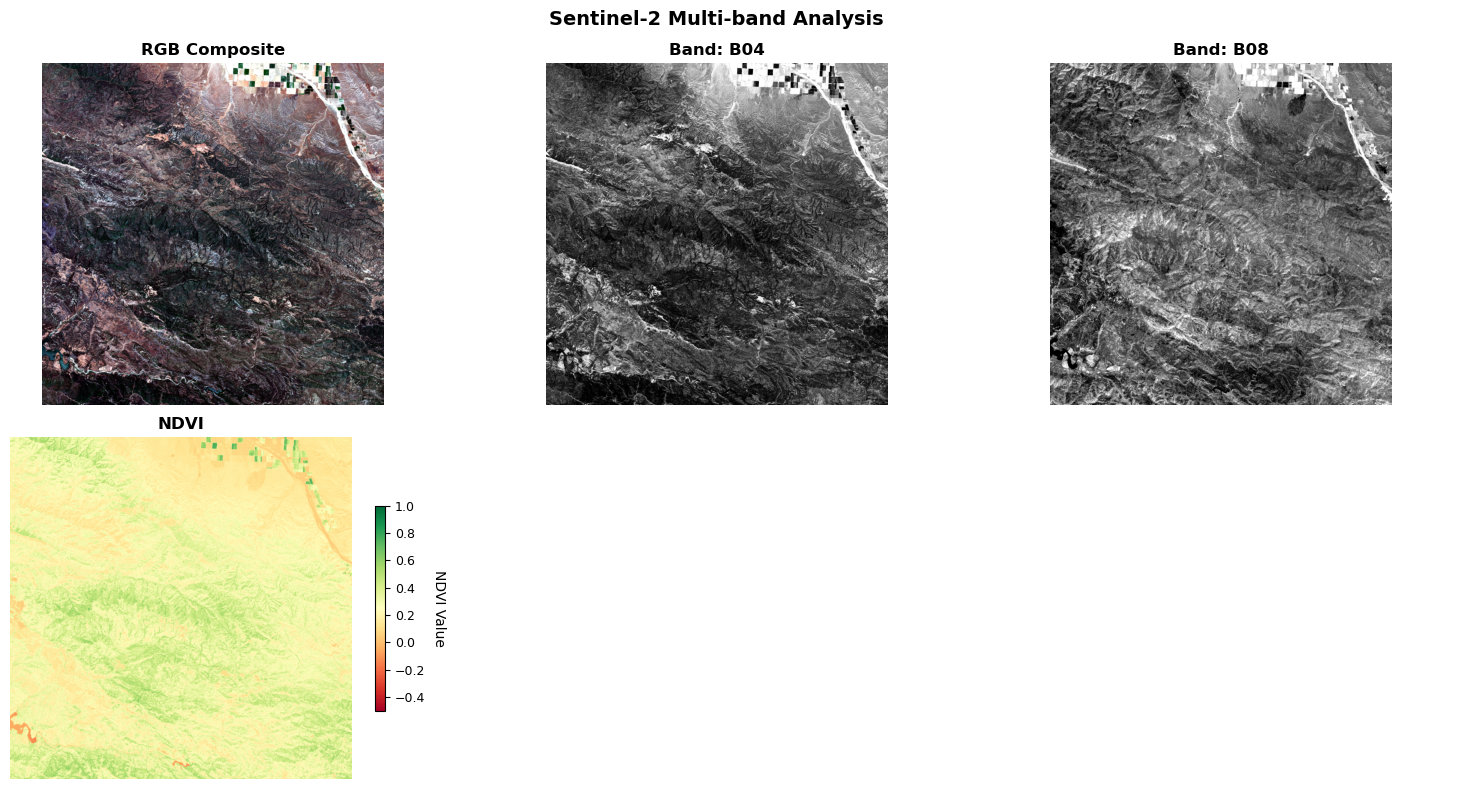 Sentinel-2 Multi-band Analysis
RGB Composite
Band: B04
Band: B08
NDVI
1.0
0.8
0.6
0.4
0.2
0.0
−0.2
−0.4
NDVI Value